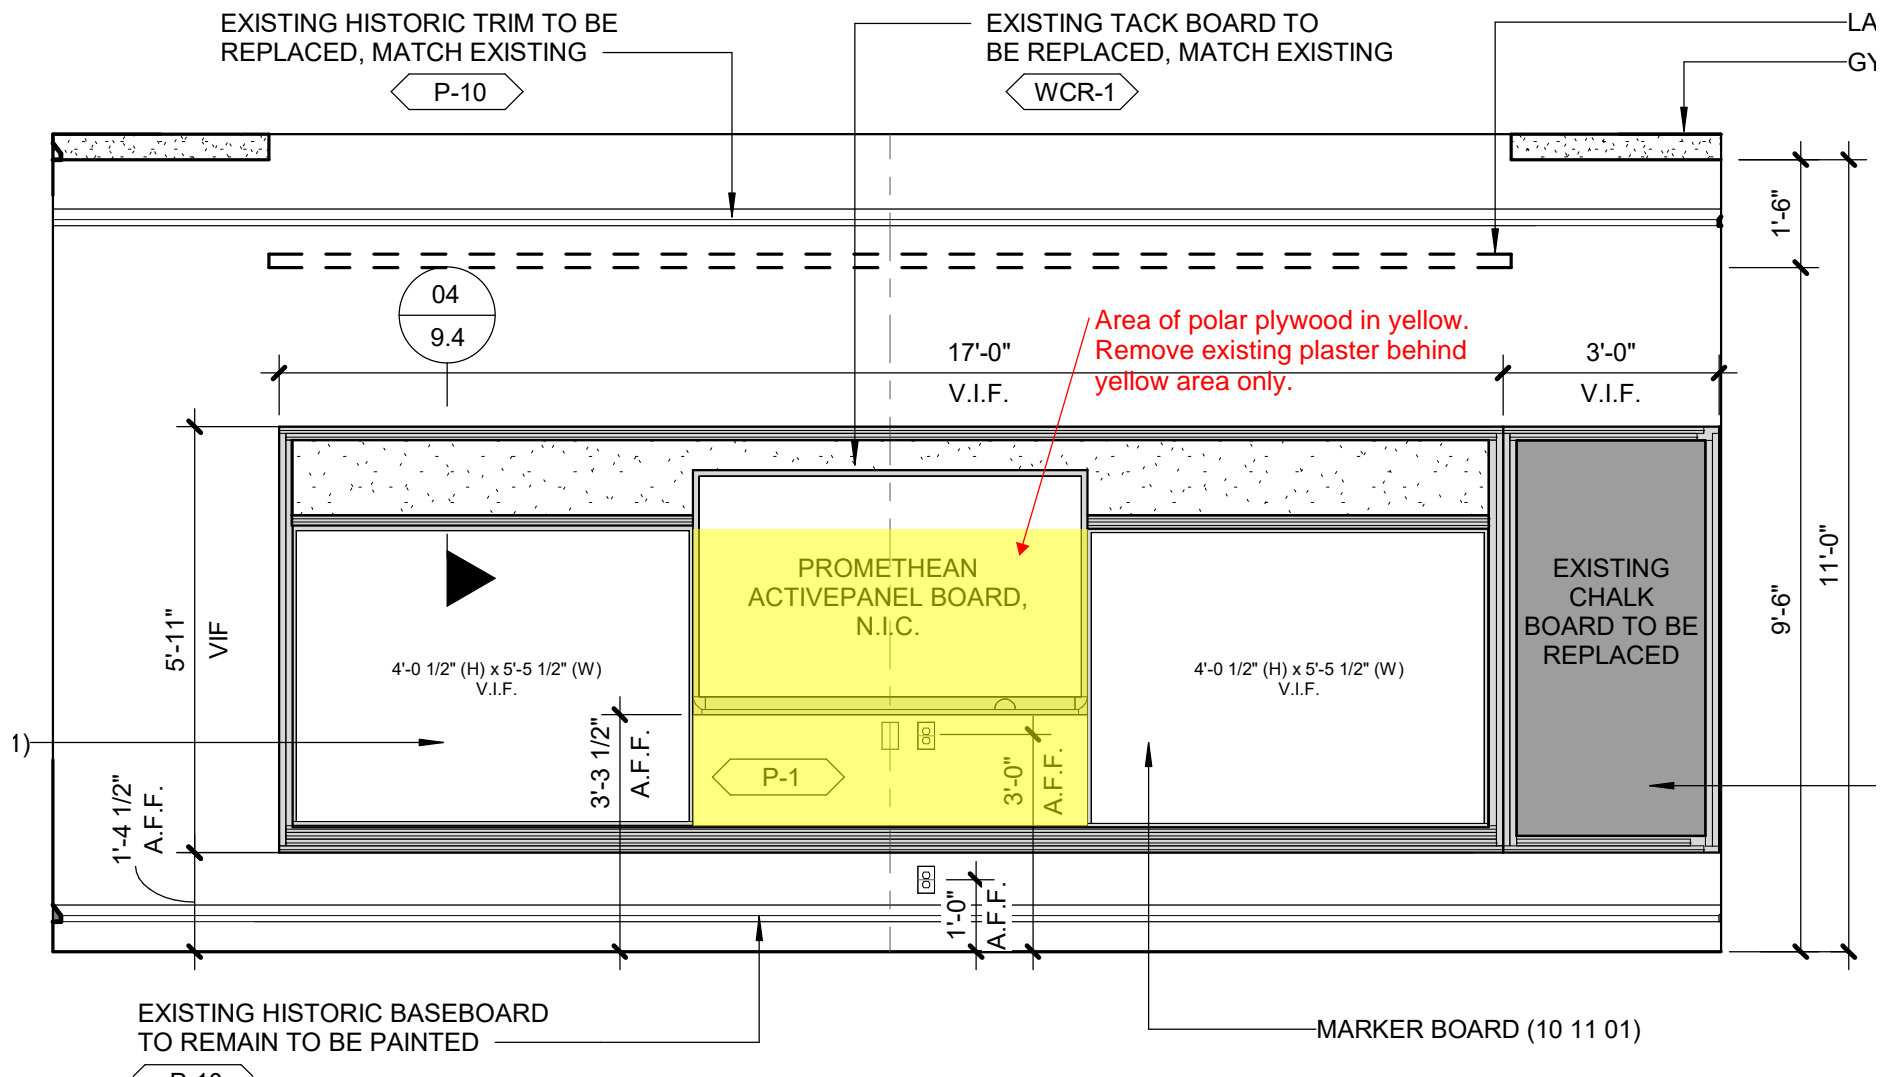 EXISTING HISTORIC TRIM TO BE
REPLACED, MATCH EXISTING
P-10
EXISTING TACK BOARD TO
BE REPLACED, MATCH EXISTING
WCR-1
LA
GY
1'-6"
04
9.4
Area of polar plywood in yellow.
Remove existing plaster behind
yellow area only.
17'-0"
V.I.F.
3'-0"
V.I.F.
11'-0"
9'-6"
5'-11"
VIF
PROMETHEAN
ACTIVEPANEL BOARD,
N.I.C.
EXISTING
CHALK
BOARD TO BE
REPLACED
4'-0 1/2" (H) x 5'-5 1/2" (W)
V.I.F.
4'-0 1/2" (H) x 5'-5 1/2" (W)
V.I.F.
1)
3'-3 1/2"
A.F.F.
P-1
3'-0"
A.F.F.
1'-4 1/2"
A.F.F.
1'-0"
A.F.F.
EXISTING HISTORIC BASEBOARD
TO REMAIN TO BE PAINTED
MARKER BOARD (10 11 01)